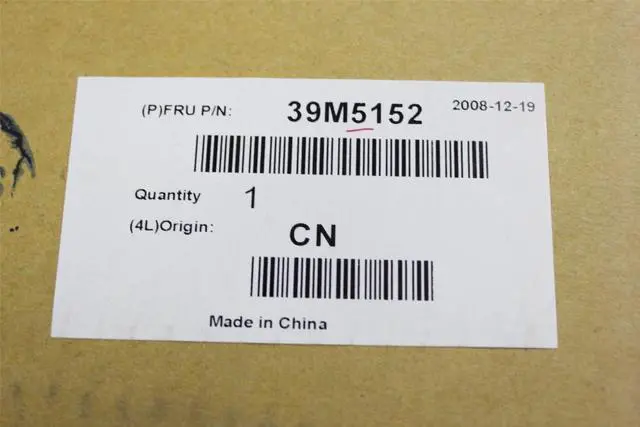 (P)FRU P/N: 39M5152 2008-12-19
Quantity 1
(4L)Origin: CN
Made in China